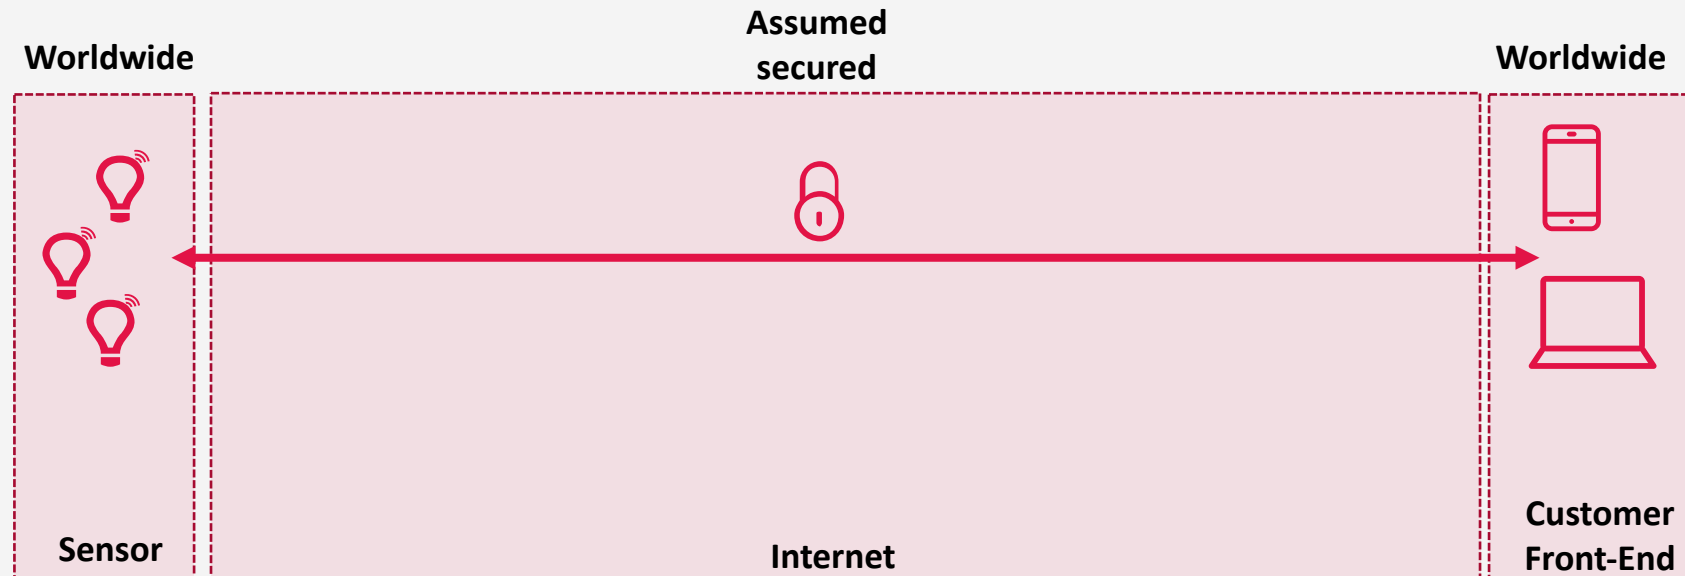 Worldwide
Assumed
secured
Worldwide
Sensor
Internet
Customer
Front-End